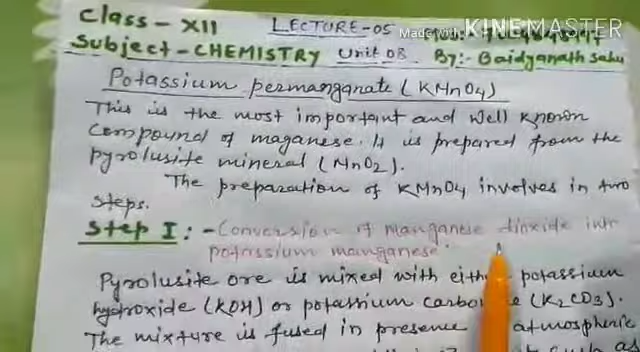 Class - XII LECTURE-05
Made with KINEMASTER
Subject - CHEMISTRY Unit 08 By:- Baidyanath Sahu
Potassium permanganate (KMnO4)
This is the most important and well known
compound of maganese. It is prepared from the
pyrolusite mineral (MnO2).
The preparation of KMnO4 involves in two
steps.
Step I :- Conversion of manganese dioxide into
potassium manganese.
Pyrolusite ore is mixed with potassium
hydroxide (KOH) or potassium (K2CO3).
The mixture is fused in presence atmospheric